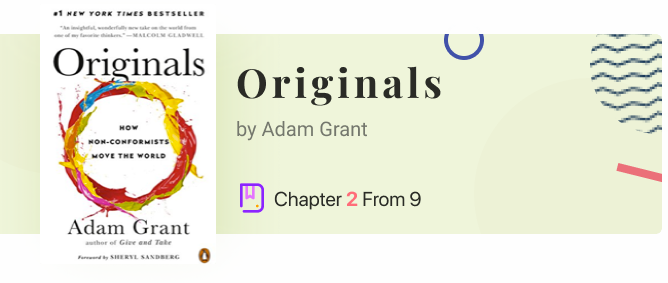 #1 NEW YORK TIMES BESTSELLER
"An insightful, wonderfully new take on the world from
one of my favorite thinkers." —MALCOLM GLADWELL
Originals
HOW
NON-CONFORMISTS
MOVE THE WORLD
Adam Grant
author of Give and Take
Foreword by SHERYL SANDBERG
Originals
by Adam Grant
Chapter 2 From 9